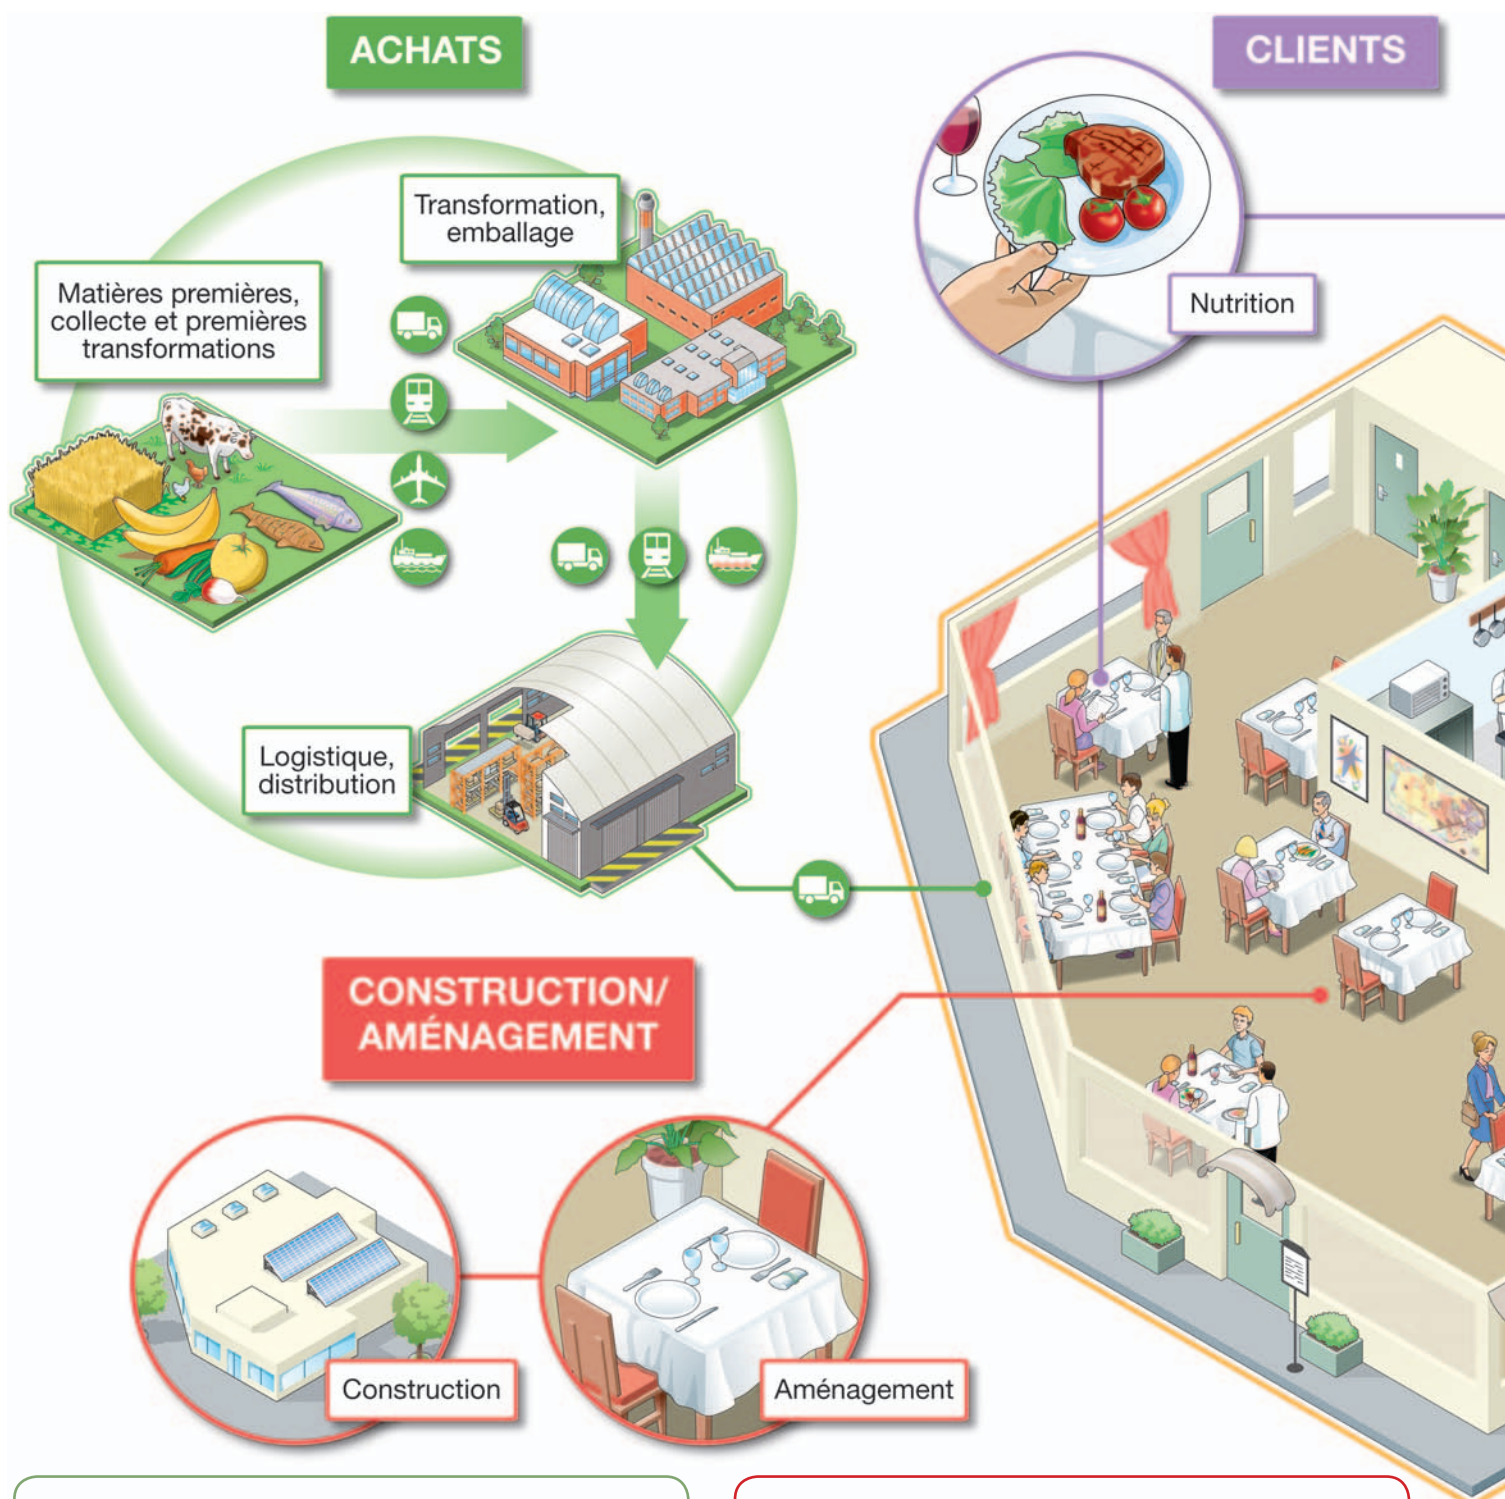 ACHATS
CLIENTS
Transformation,
emballage
Matières premières,
collecte et premières
transformations
Nutrition
Logistique,
distribution
CONSTRUCTION/
AMÉNAGEMENT
Construction
Aménagement